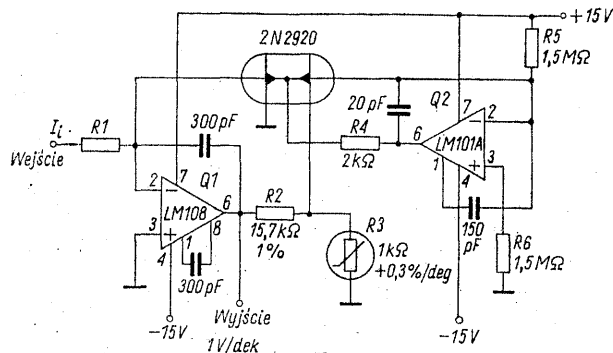 +15V
2N2920
R5
1,5MΩ
20pF
Q2
7
2
300pF
R4
6
LM101A
Ii
R1
2kΩ
1
4
3
Wejście
7
Q1
2
6
R2
150
pF
LM108
3
8
15,7kΩ
R3
R6
4
1
1%
1kΩ
1,5MΩ
300pF
+0,3%/deg
-15V
Wyjście
-15V
1V/dek